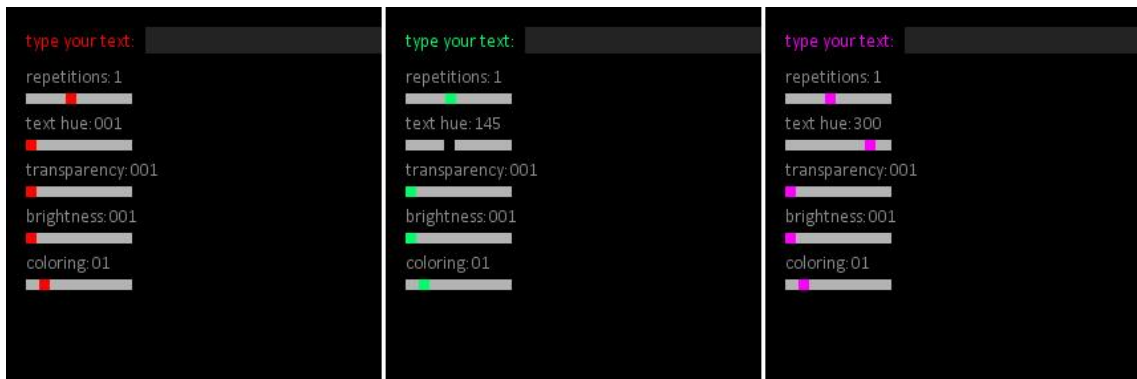 type your text:
repetitions: 1
text hue: 001
transparency: 001
brightness: 001
coloring: 01
type your text:
repetitions: 1
text hue: 145
transparency: 001
brightness: 001
coloring: 01
type your text:
repetitions: 1
text hue: 300
transparency: 001
brightness: 001
coloring: 01